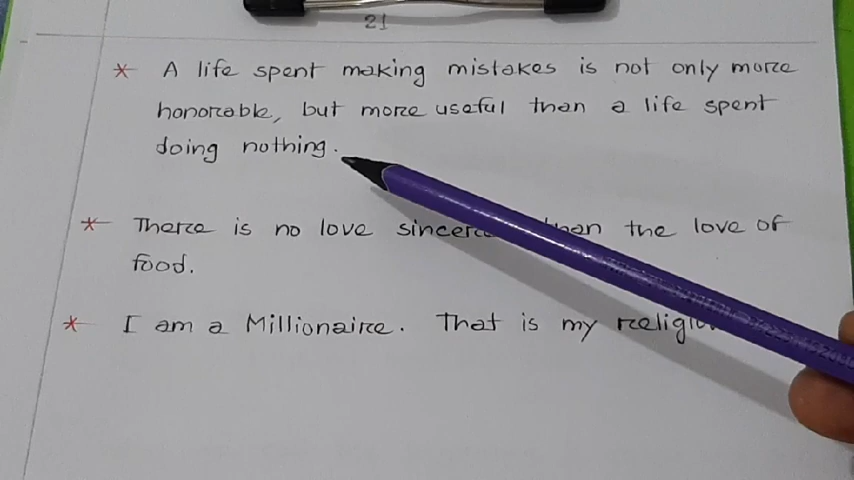 21
* A life spent making mistakes is not only more
honorable, but more useful than a life spent
doing nothing.
* There is no love than the love of
food.
* I am a Millionaire. That is my